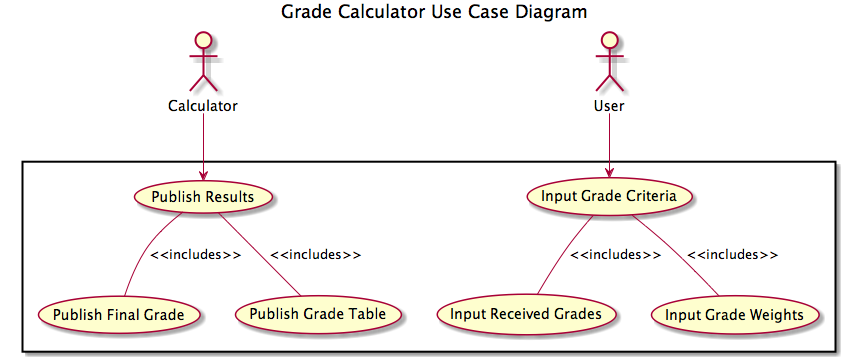 Grade Calculator Use Case Diagram
Calculator
User
Publish Results
Input Grade Criteria
<<includes>>
<<includes>>
<<includes>>
<<includes>>
Publish Final Grade
Publish Grade Table
Input Received Grades
Input Grade Weights